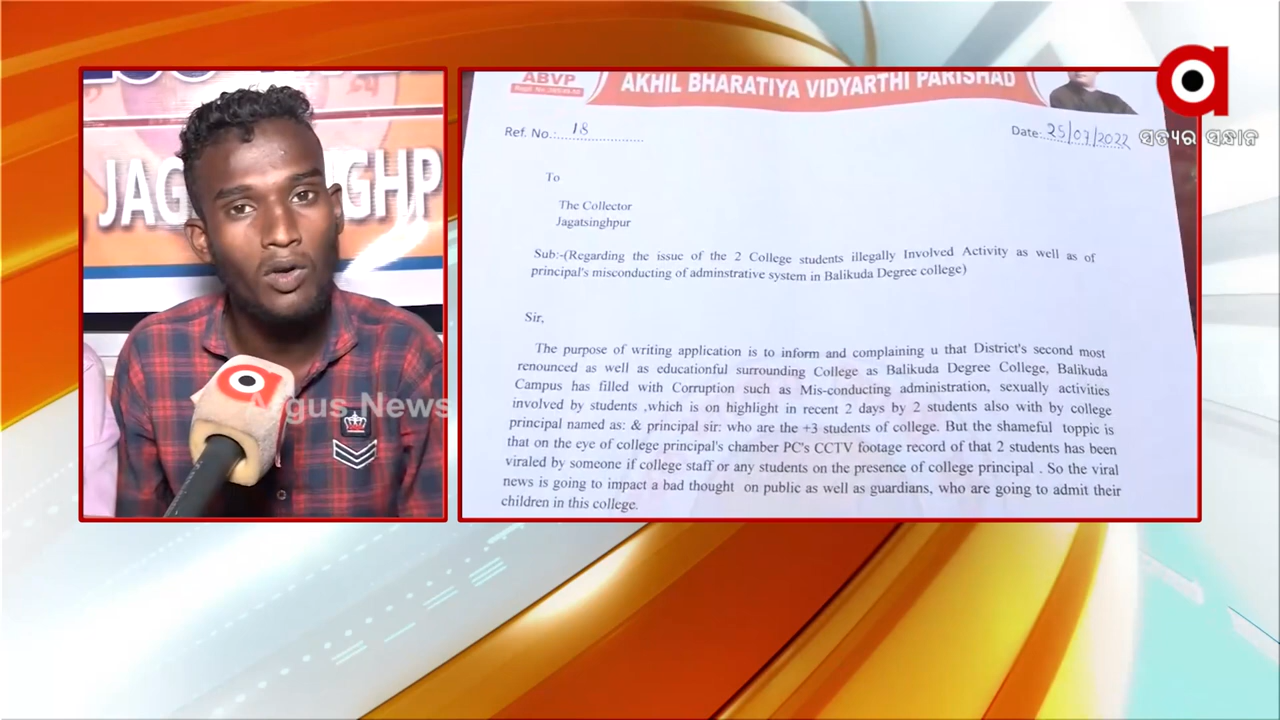 JAG GHP
Argus News
ABVP
AKHIL BHARATIYA VIDYARTHI PARISHAD
ସତ୍ୟର ସନ୍ଧାନ
Ref. No.: 18
Date: 25/07/2022
To
The Collector
Jagatsinghpur
Sub:-(Regarding the issue of the 2 College students illegally Involved Activity as well as of
principal's misconducting of adminstrative system in Balikuda Degree college)
Sir,
The purpose of writing application is to inform and complaining u that District's second most
renounced as well as educationful surrounding College as Balikuda Degree College, Balikuda
Campus has filled with Corruption such as Mis-conducting administration, sexually activities
involved by students ,which is on highlight in recent 2 days by 2 students also with by college
principal named as: & principal sir: who are the +3 students of college. But the shameful toppic is
that on the eye of college principal's chamber PC's CCTV footage record of that 2 students has been
viraled by someone if college staff or any students on the presence of college principal . So the viral
news is going to impact a bad thought on public as well as guardians, who are going to admit their
children in this college.